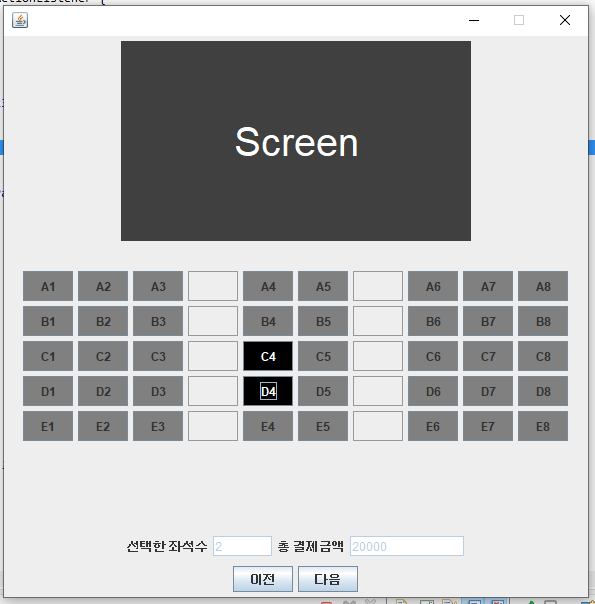 ctionListener {
Screen
A1 A2 A3 A4 A5 A6 A7 A8
B1 B2 B3 B4 B5 B6 B7 B8
C1 C2 C3 C4 C5 C6 C7 C8
D1 D2 D3 D4 D5 D6 D7 D8
E1 E2 E3 E4 E5 E6 E7 E8
선택한 좌석수 2 총 결제금액 20000
이전 다음